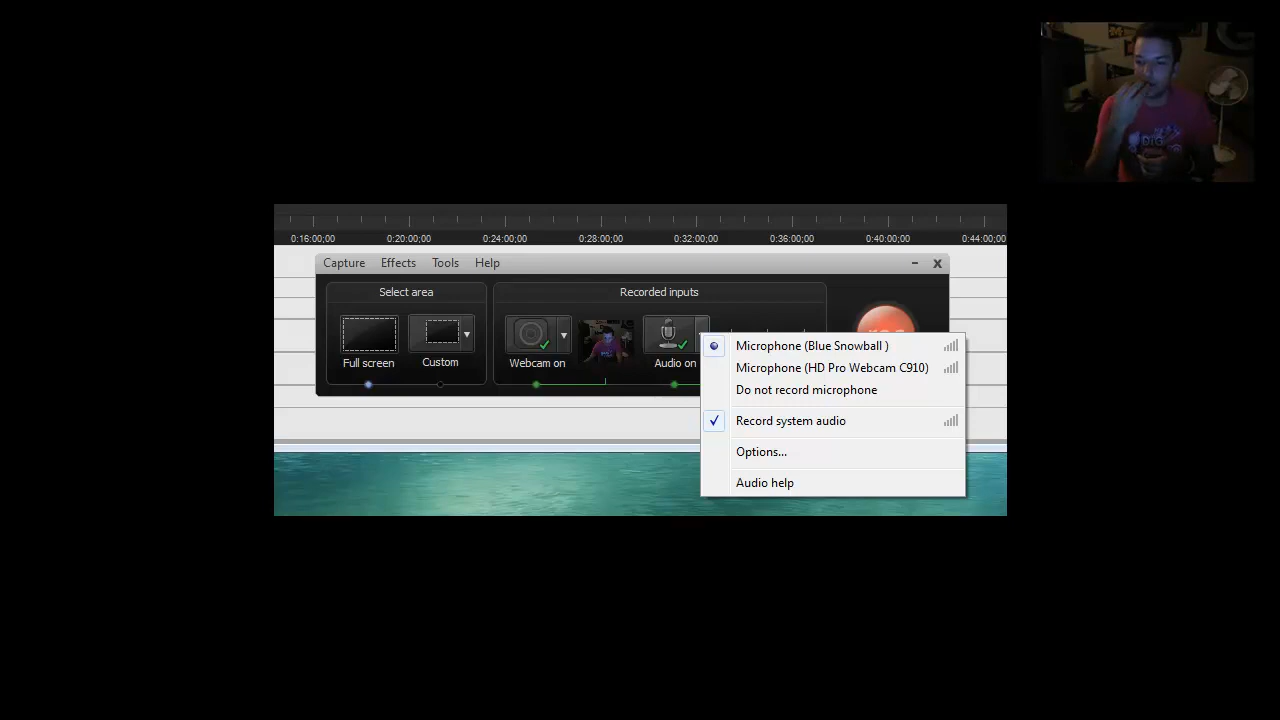 0:16:00;00 0:20:00;00 0:24:00;00 0:28:00;00 0:32:00;00 0:36:00;00 0:40:00;00 0:44:00;00
Capture Effects Tools Help
Select area
Recorded inputs
Full screen
Custom
Webcam on
Audio on
Microphone (Blue Snowball )
Microphone (HD Pro Webcam C910)
Do not record microphone
Record system audio
Options...
Audio help